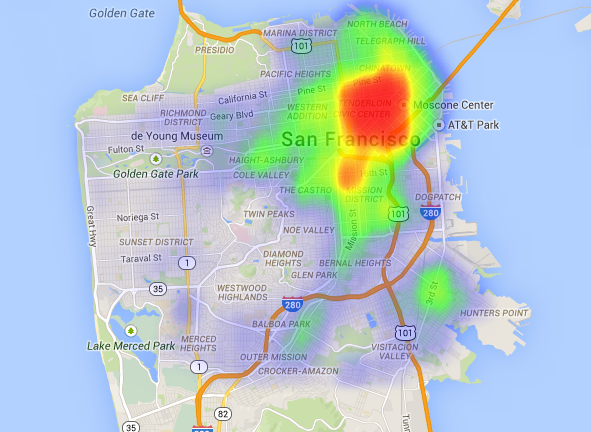 Golden Gate
NORTH BEACH
MARINA DISTRICT
101
TELEGRAPH HILL
PRESIDIO
PACIFIC HEIGHTS
CHINATOWN
Pine St
SEA CLIFF
California St
Pine St
TENDERLOIN
Moscone Center
RICHMOND
DISTRICT
Geary Blvd
WESTERN
ADDITION
CIVIC CENTER
AT&T Park
de Young Museum
San Francisco
Fulton St
HAIGHT-ASHBURY
Golden Gate Park
COLE VALLEY
16th St
THE CASTRO
MISSION
DISTRICT
DOGPATCH
Great Hwy
Noriega St
TWIN PEAKS
101
280
SUNSET DISTRICT
NOE VALLEY
Mission St
Taraval St
1
DIAMOND
HEIGHTS
BERNAL HEIGHTS
GLEN PARK
35
WESTWOOD
HIGHLANDS
280
3rd St
HUNTERS POINT
BALBOA PARK
101
Lake Merced Park
MERCED
HEIGHTS
VISITACION
VALLEY
OUTER MISSION
1
CROCKER-AMAZON
82
35